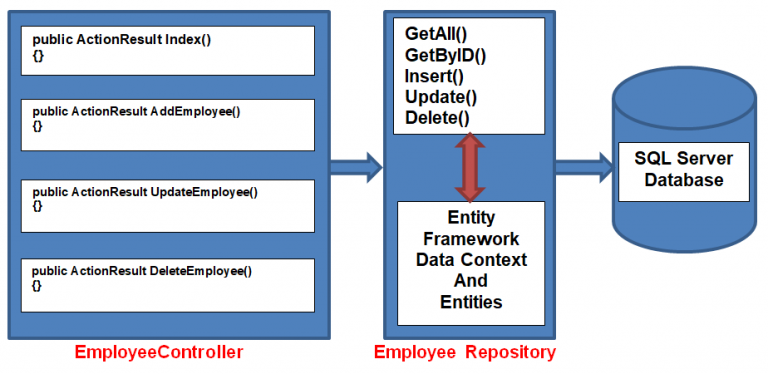 public ActionResult Index()
{}
public ActionResult AddEmployee()
{}
public ActionResult UpdateEmployee()
{}
public ActionResult DeleteEmployee()
{}
EmployeeController
GetAll()
GetByID()
Insert()
Update()
Delete()
Entity
Framework
Data Context
And
Entities
Employee Repository
SQL Server
Database